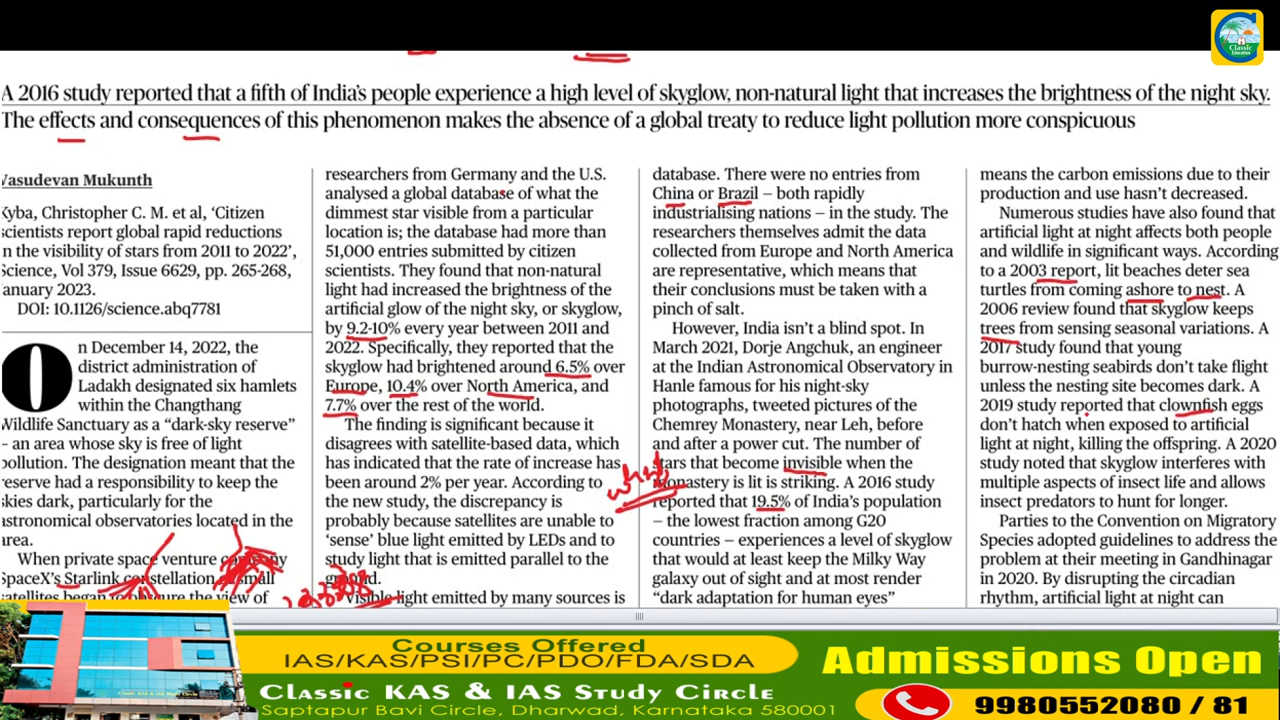 A 2016 study reported that a fifth of India's people experience a high level of skyglow, non-natural light that increases the brightness of the night sky.
The effects and consequences of this phenomenon makes the absence of a global treaty to reduce light pollution more conspicuous
Vasudevan Mukunth
Kyba, Christopher C. M. et al, 'Citizen
scientists report global rapid reductions
in the visibility of stars from 2011 to 2022',
Science, Vol 379, Issue 6629, pp. 265-268,
January 2023.
DOI: 10.1126/science.abq7781
On December 14, 2022, the
district administration of
Ladakh designated six hamlets
within the Changthang
Wildlife Sanctuary as a "dark-sky reserve"
– an area whose sky is free of light
pollution. The designation meant that the
reserve had a responsibility to keep the
skies dark, particularly for the
astronomical observatories located in the
area.
When private space venture company
SpaceX's Starlink constellation of small
satellites began to obscure the view of
researchers from Germany and the U.S.
analysed a global database of what the
dimmest star visible from a particular
location is; the database had more than
51,000 entries submitted by citizen
scientists. They found that non-natural
light had increased the brightness of the
artificial glow of the night sky, or skyglow,
by 9.2-10% every year between 2011 and
2022. Specifically, they reported that the
skyglow had brightened around 6.5% over
Europe, 10.4% over North America, and
7.7% over the rest of the world.
The finding is significant because it
disagrees with satellite-based data, which
has indicated that the rate of increase has
been around 2% per year. According to
the new study, the discrepancy is
probably because satellites are unable to
'sense' blue light emitted by LEDs and to
study light that is emitted parallel to the
ground.
Visible light emitted by many sources is
database. There were no entries from
China or Brazil – both rapidly
industrialising nations – in the study. The
researchers themselves admit the data
collected from Europe and North America
are representative, which means that
their conclusions must be taken with a
pinch of salt.
However, India isn't a blind spot. In
March 2021, Dorje Angchuk, an engineer
at the Indian Astronomical Observatory in
Hanle famous for his night-sky
photographs, tweeted pictures of the
Chemrey Monastery, near Leh, before
and after a power cut. The number of
stars that become invisible when the
monastery is lit is striking. A 2016 study
reported that 19.5% of India's population
– the lowest fraction among G20
countries – experiences a level of skyglow
that would at least keep the Milky Way
galaxy out of sight and at most render
"dark adaptation for human eyes"
means the carbon emissions due to their
production and use hasn't decreased.
Numerous studies have also found that
artificial light at night affects both people
and wildlife in significant ways. According
to a 2003 report, lit beaches deter sea
turtles from coming ashore to nest. A
2006 review found that skyglow keeps
trees from sensing seasonal variations. A
2017 study found that young
burrow-nesting seabirds don't take flight
unless the nesting site becomes dark. A
2019 study reported that clownfish eggs
don't hatch when exposed to artificial
light at night, killing the offspring. A 2020
study noted that skyglow interferes with
multiple aspects of insect life and allows
insect predators to hunt for longer.
Parties to the Convention on Migratory
Species adopted guidelines to address the
problem at their meeting in Gandhinagar
in 2020. By disrupting the circadian
rhythm, artificial light at night can
Classic
Education
Courses Offered
IAS/KAS/PSI/PC/PDO/FDA/SDA
Classic KAS & IAS Study Circle
Saptapur Bavi Circle, Dharwad, Karnataka 580001
Admissions Open
9980552080 / 81